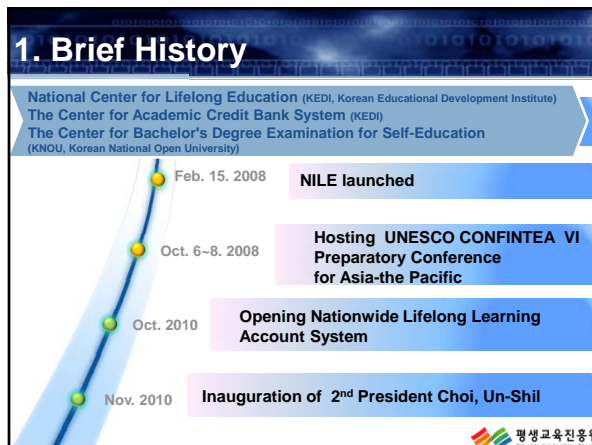 1. Brief History
National Center for Lifelong Education (KEDI, Korean Educational Development Institute)
The Center for Academic Credit Bank System (KEDI)
The Center for Bachelor's Degree Examination for Self-Education
(KNOU, Korean National Open University)
Feb. 15. 2008
NILE launched
Oct. 6~8. 2008
Hosting UNESCO CONFINTEA VI
Preparatory Conference
for Asia-the Pacific
Oct. 2010
Opening Nationwide Lifelong Learning
Account System
Nov. 2010
Inauguration of 2nd President Choi, Un-Shil
평생교육진흥원